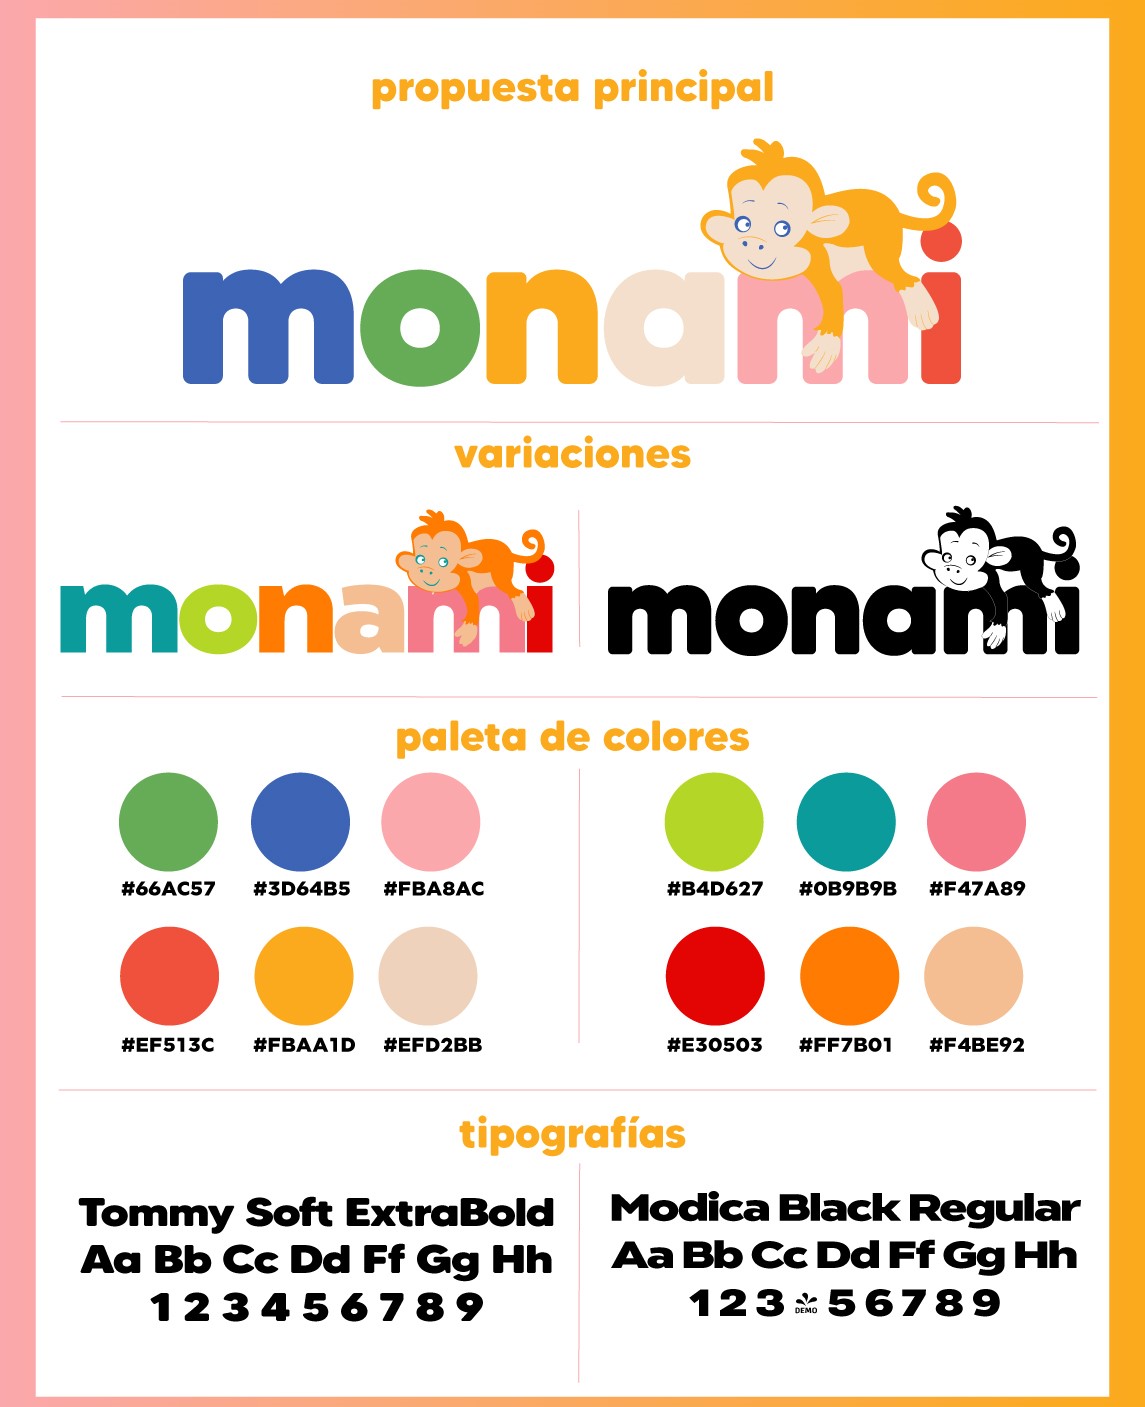 propuesta principal
monami
variaciones
monami
monami
paleta de colores
#66AC57 #3D64B5 #FBA8AC
#B4D627 #0B9B9B #F47A89
#EF513C #FBAA1D #EFD2BB
#E30503 #FF7B01 #F4BE92
tipografías
Tommy Soft ExtraBold
Aa Bb Cc Dd Ff Gg Hh
1 2 3 4 5 6 7 8 9
Modica Black Regular
Aa Bb Cc Dd Ff Gg Hh
1 2 3 DEMO 5 6 7 8 9